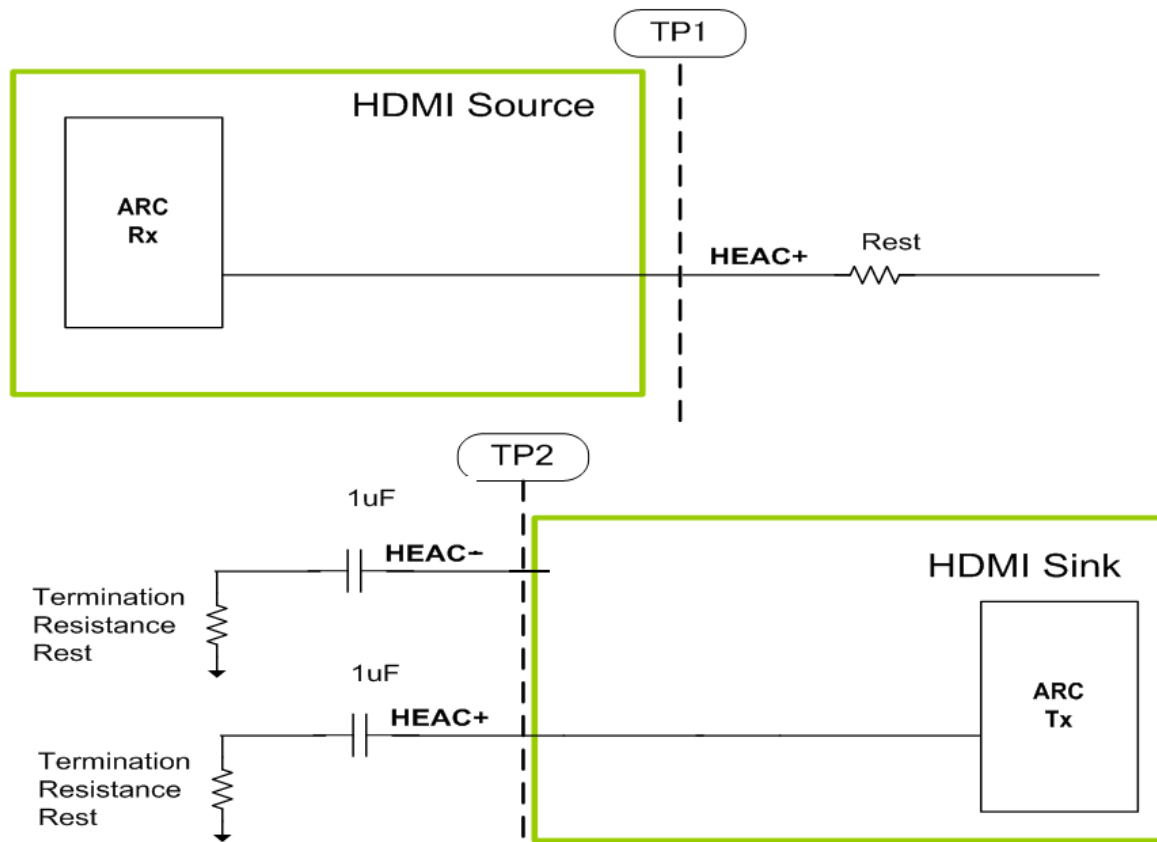 TP1
HDMI Source
ARC
Rx
HEAC+
Rest
TP2
1uF
HEAC-
HDMI Sink
Termination
Resistance
Rest
1uF
HEAC+
ARC
Tx
Termination
Resistance
Rest